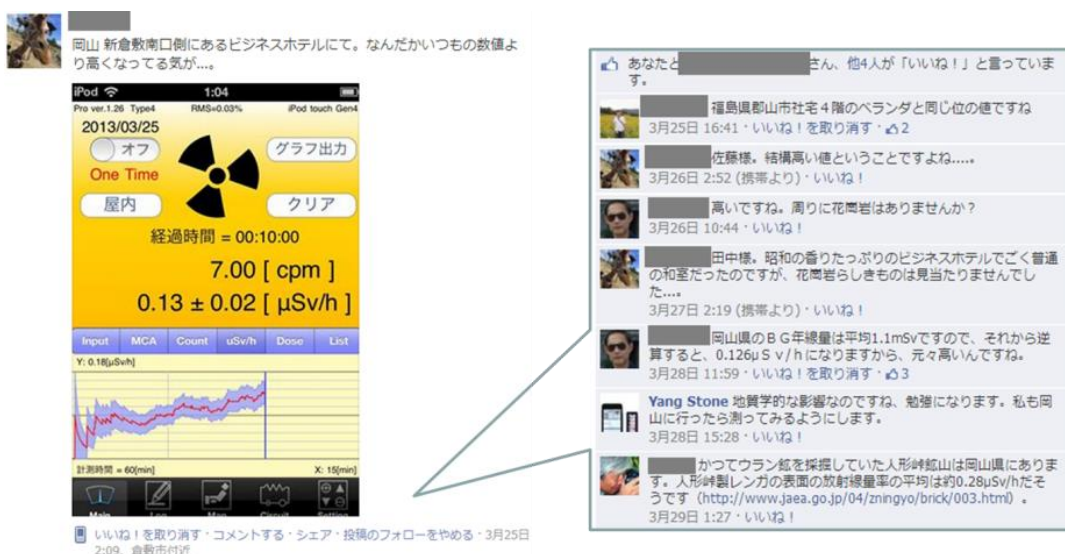 岡山 新倉敷南口側にあるビジネスホテルにて。なんだかいつもの数値よ
り高くなってる気が...。
iPod 1:04
Pro ver.1.26 Type4 RMS=0.03% iPod touch Gen4
2013/03/25
オフ
グラフ出力
One Time
屋内
クリア
経過時間 = 00:10:00
7.00 [ cpm ]
0.13 ± 0.02 [ μSv/h ]
Input MCA Count uSv/h Dose List
Y: 0.18[μSv/h]
計測時間 = 60[min] X: 15[min]
Main Log Map Circuit Setting
いいね！を取り消す・コメントする・シェア・投稿のフォローをやめる・3月25日
2:09、倉敷市付近
あなたと さん、他4人が「いいね！」と言っていま
す。
福島県郡山市社宅４階のベランダと同じ位の値ですね
3月25日 16:41・いいね！を取り消す・2
佐藤様。結構高い値ということですよね....。
3月26日 2:52 (携帯より)・いいね！
高いですね。周りに花崗岩はありませんか？
3月26日 10:44・いいね！
田中様。昭和の香りたっぷりのビジネスホテルでごく普通
の和室だったのですが、花崗岩らしきものは見当たりませんでし
た...。
3月27日 2:19 (携帯より)・いいね！
岡山県のＢＧ年線量は平均1.1mSvですので、それから逆
算すると、0.126μＳｖ/ｈになりますから、元々高いんですね。
3月28日 11:59・いいね！を取り消す・3
Yang Stone 地質学的な影響なのですね、勉強になります。私も岡
山に行ったら測ってみるようにします。
3月28日 15:28・いいね！
かつてウラン鉱を採掘していた人形峠鉱山は岡山県にありま
す。人形峠製レンガの表面の放射線量率の平均は約0.28μSv/hだそ
うです（http://www.jaea.go.jp/04/zningyo/brick/003.html）。
3月29日 1:27・いいね！